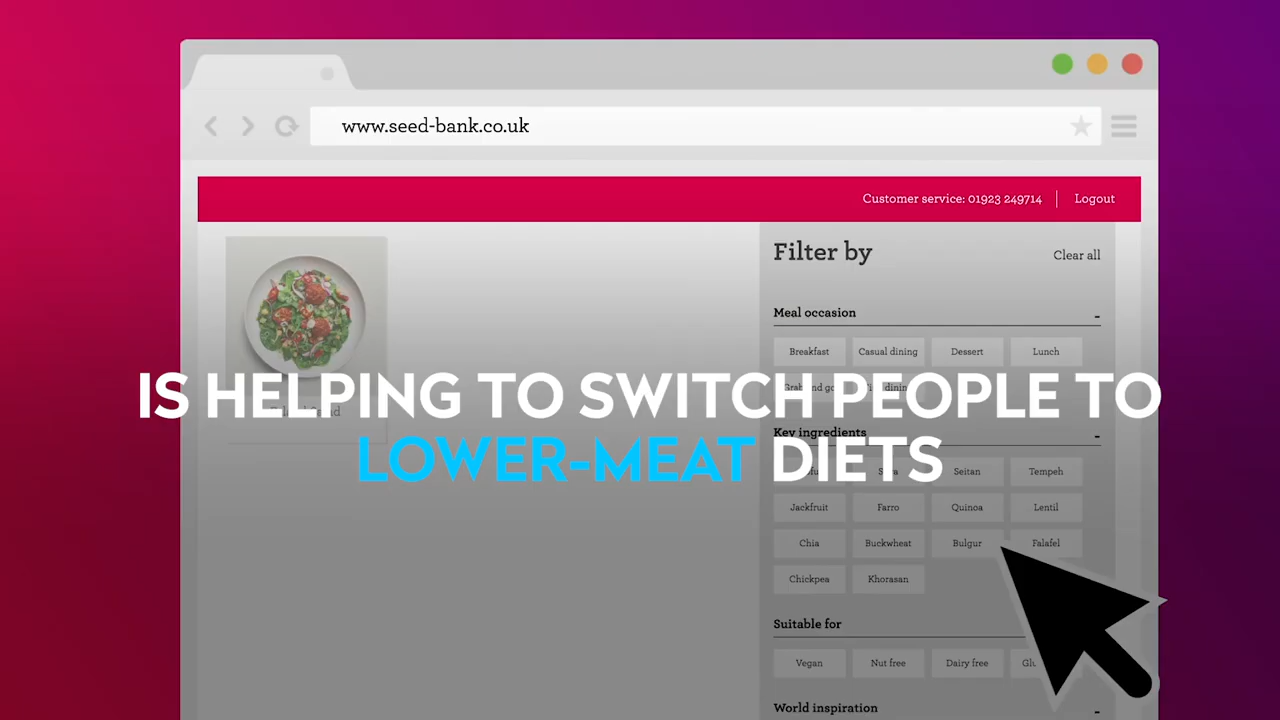 www.seed-bank.co.uk
Customer service: 01923 249714 Logout
Filter by Clear all
Meal occasion -
Breakfast Casual dining Dessert Lunch
IS HELPING TO SWITCH PEOPLE TO
Key ingredients -
LOWER-MEAT DIETS
Seitan Tempeh
Jackfruit Farro Quinoa Lentil
Chia Buckwheat Bulgur Falafel
Chickpea Khorasan
Suitable for
Vegan Nut free Dairy free
World inspiration -